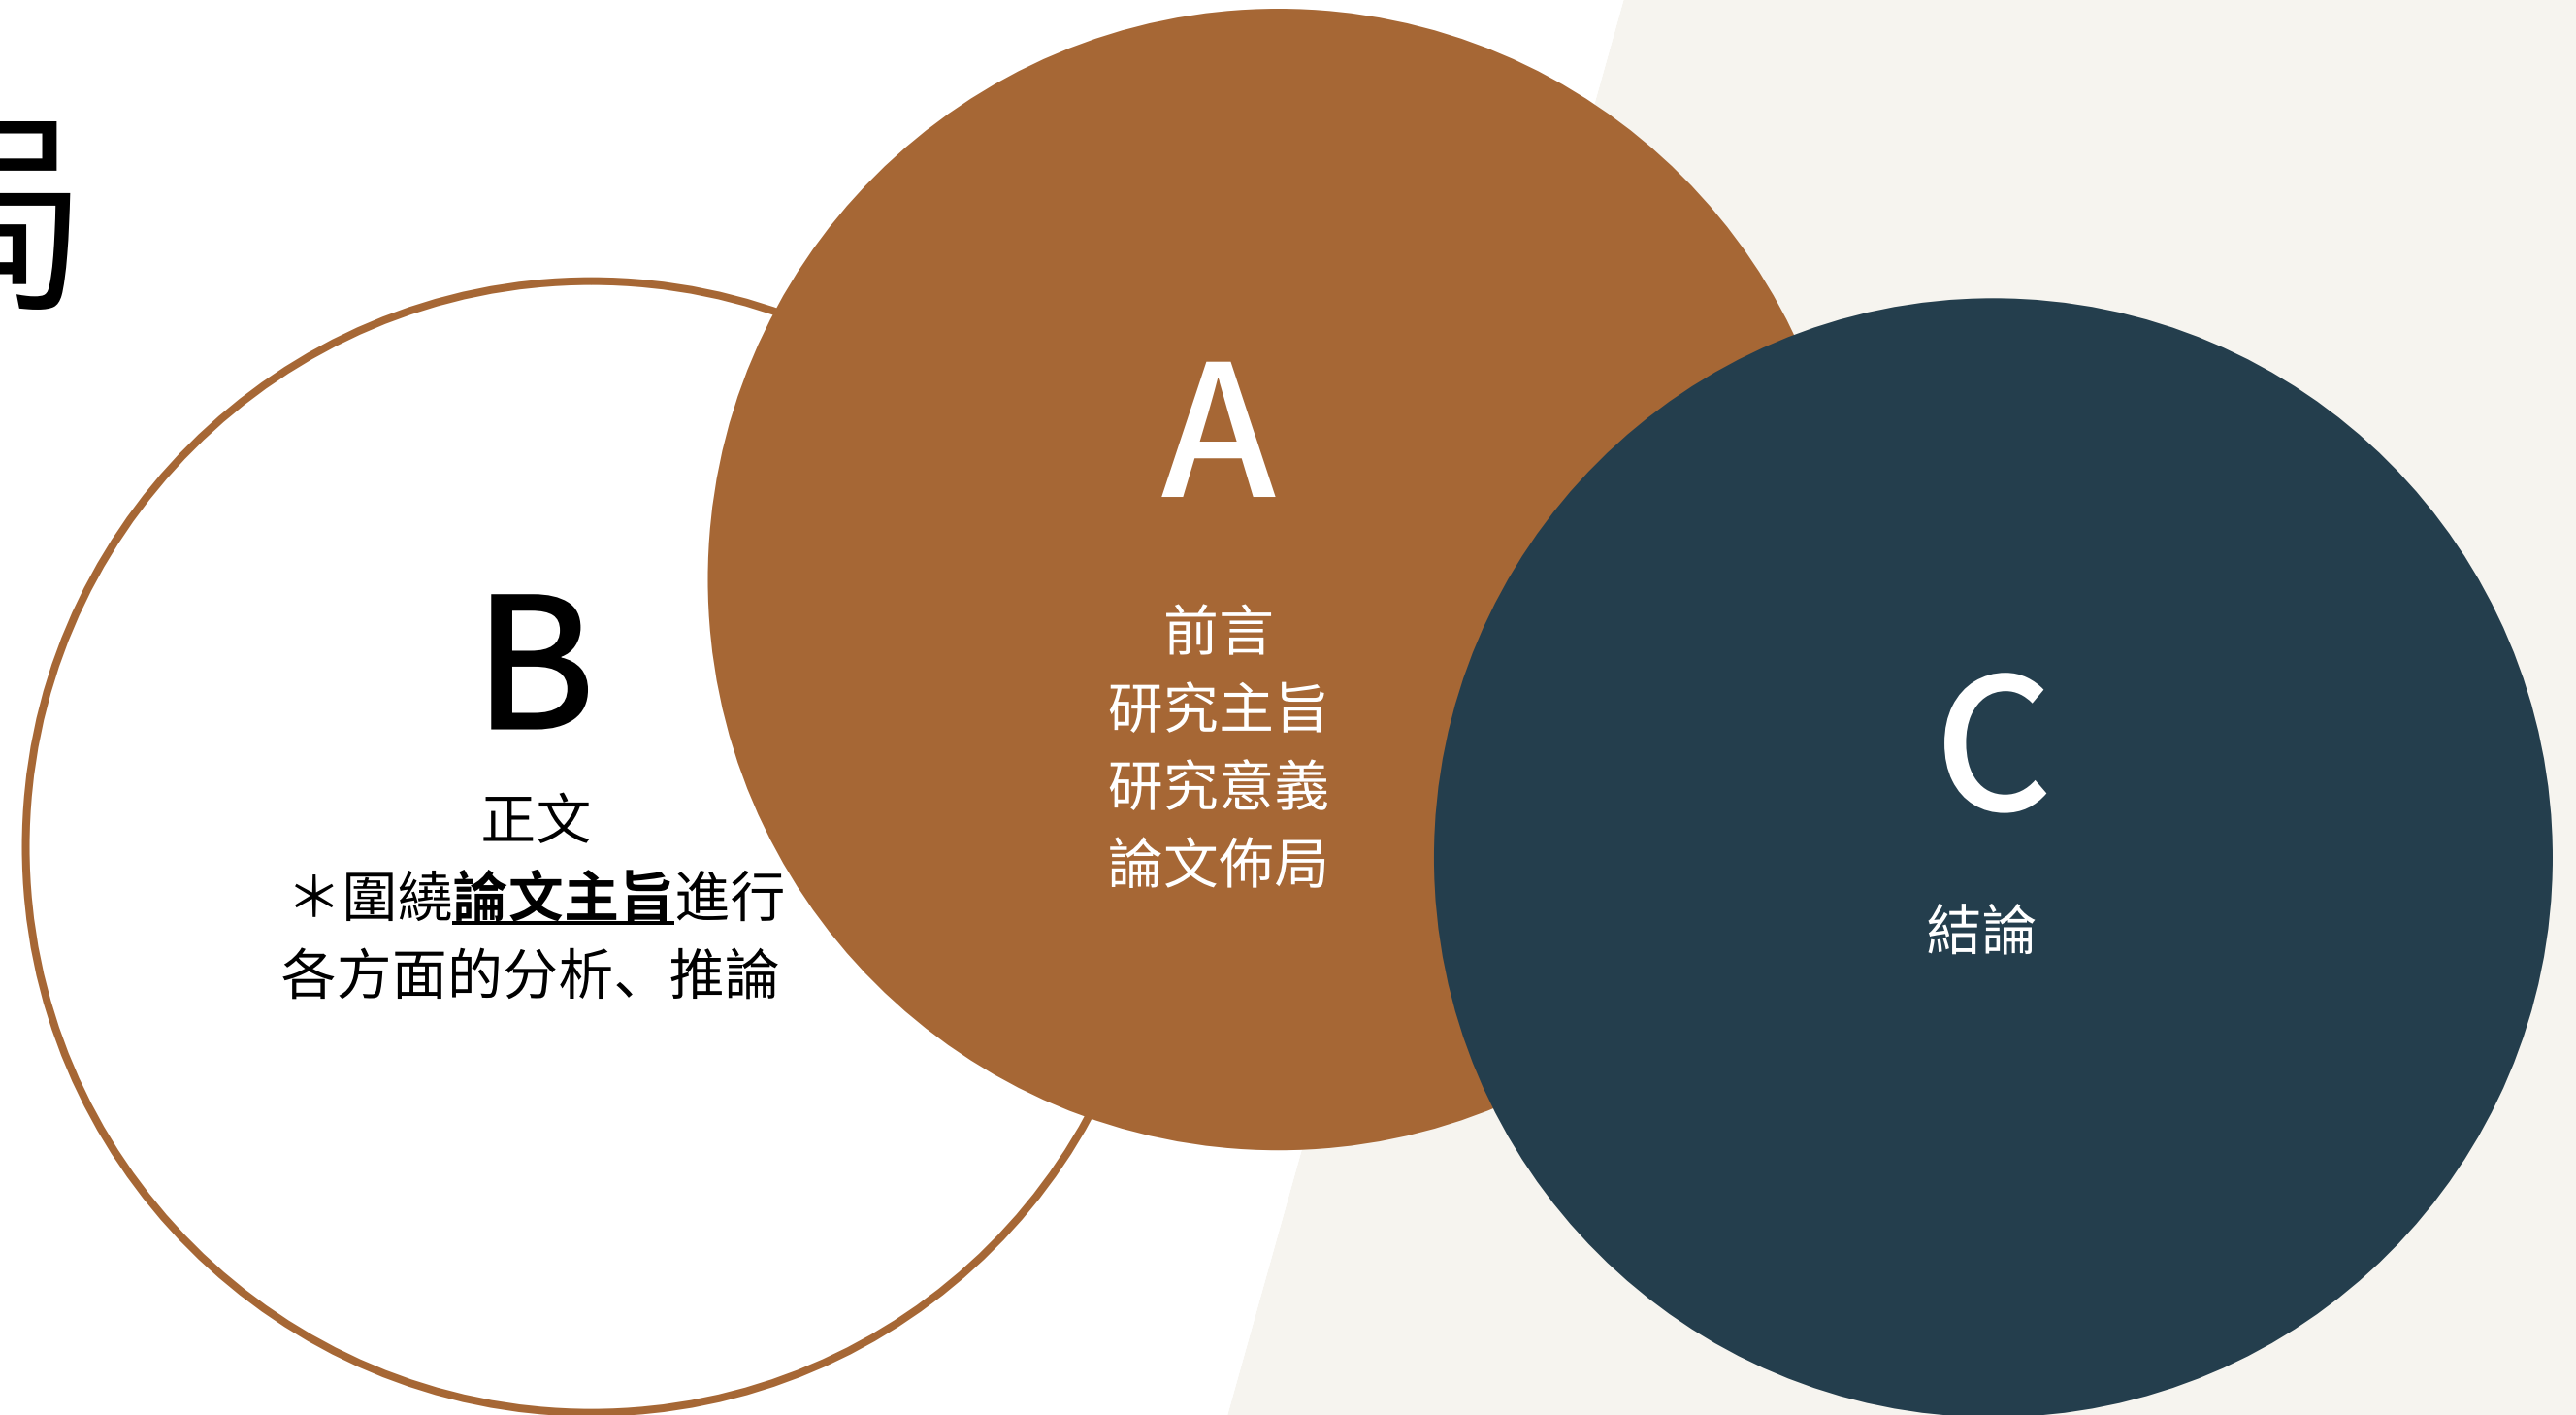 局
B
正文
＊圍繞論文主旨進行
各方面的分析、推論
A
前言
研究主旨
研究意義
論文佈局
C
結論